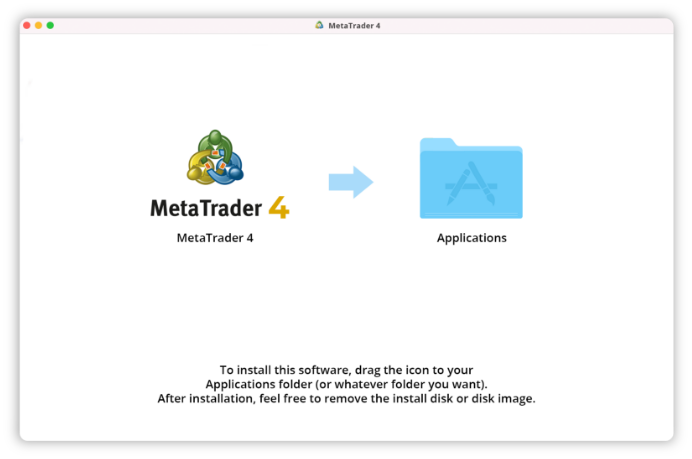 MetaTrader 4
MetaTrader 4
MetaTrader 4
Applications
To install this software, drag the icon to your
Applications folder (or whatever folder you want).
After installation, feel free to remove the install disk or disk image.